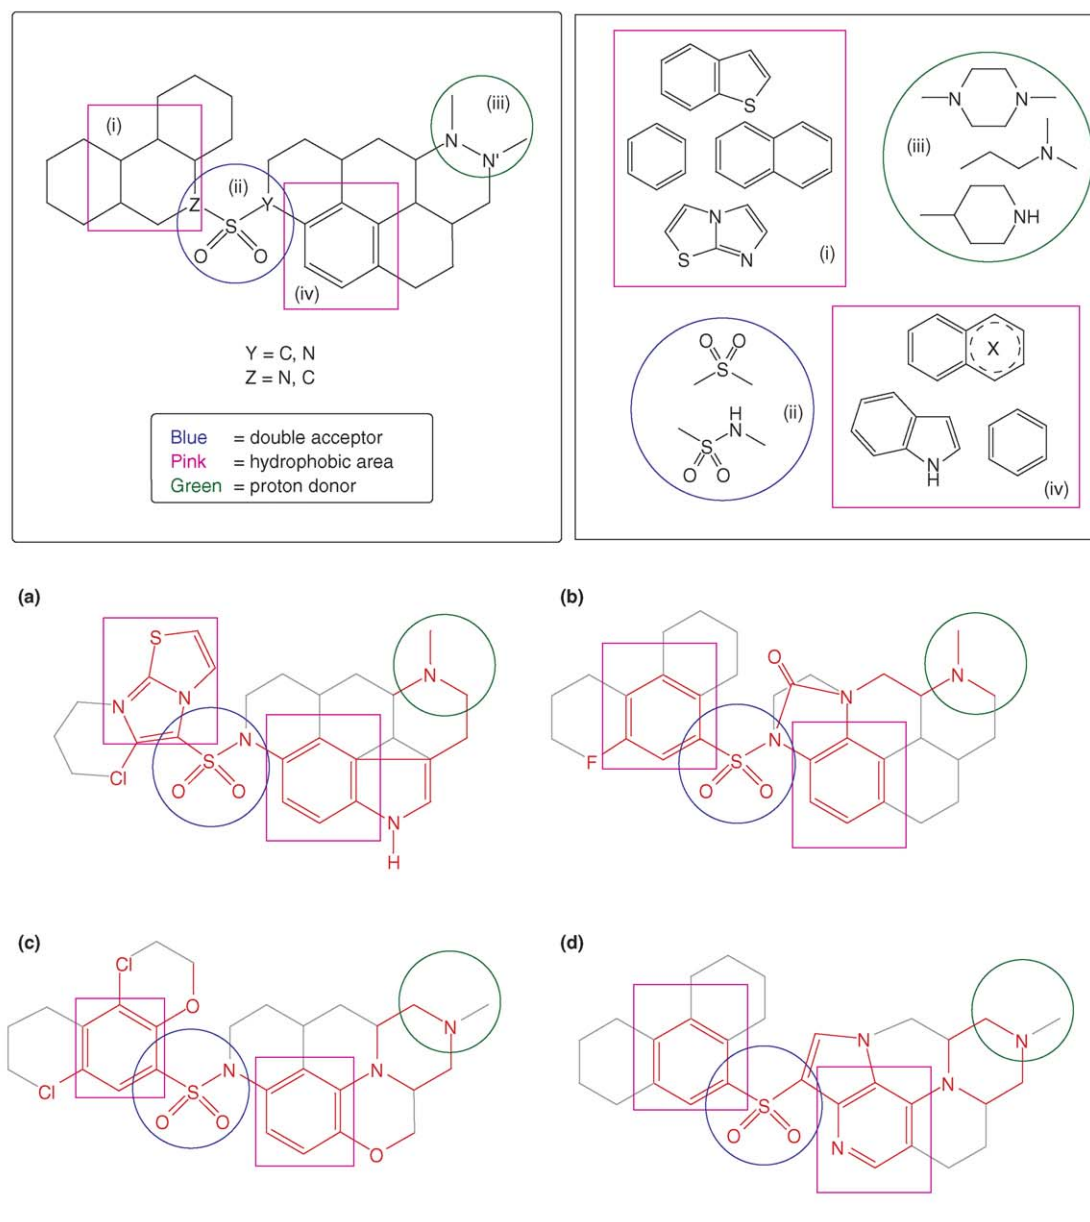 (i)
(ii)
(iii)
N
N'
Z
Y
S
O
O
(iv)
Y = C, N
Z = N, C
Blue = double acceptor
Pink = hydrophobic area
Green = proton donor
S
N
S
N
(i)
N
N
(iii)
N
NH
O
O
S
H
N
S
O
O
(ii)
X
N
H
(iv)
(a)
S
N
N
Cl
N
S
O
O
N
N
H
(b)
O
N
N
F
N
S
O
O
(c)
Cl
O
N
N
N
Cl
S
O
O
O
(d)
N
N
N
S
O
O
N